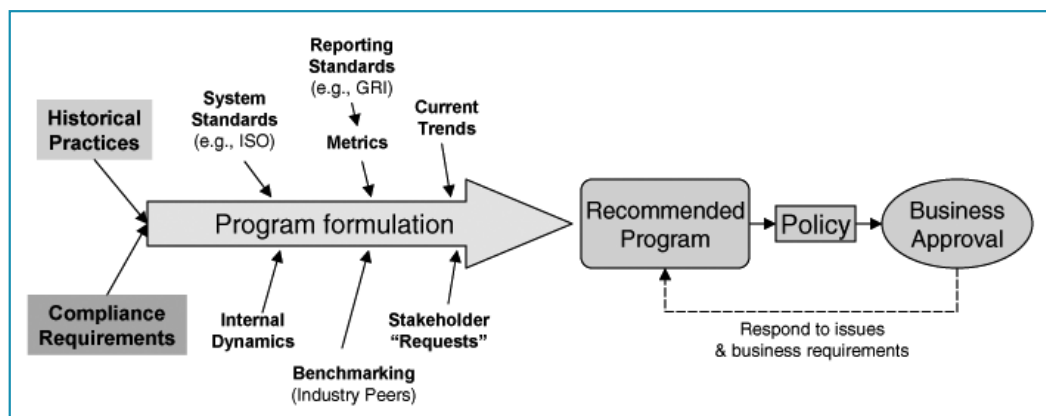 Historical
Practices
System
Standards
(e.g., ISO)
Reporting
Standards
(e.g., GRI)
Metrics
Current
Trends
Program formulation
Compliance
Requirements
Internal
Dynamics
Benchmarking
(Industry Peers)
Stakeholder
“Requests”
Recommended
Program
Policy
Business
Approval
Respond to issues
& business requirements